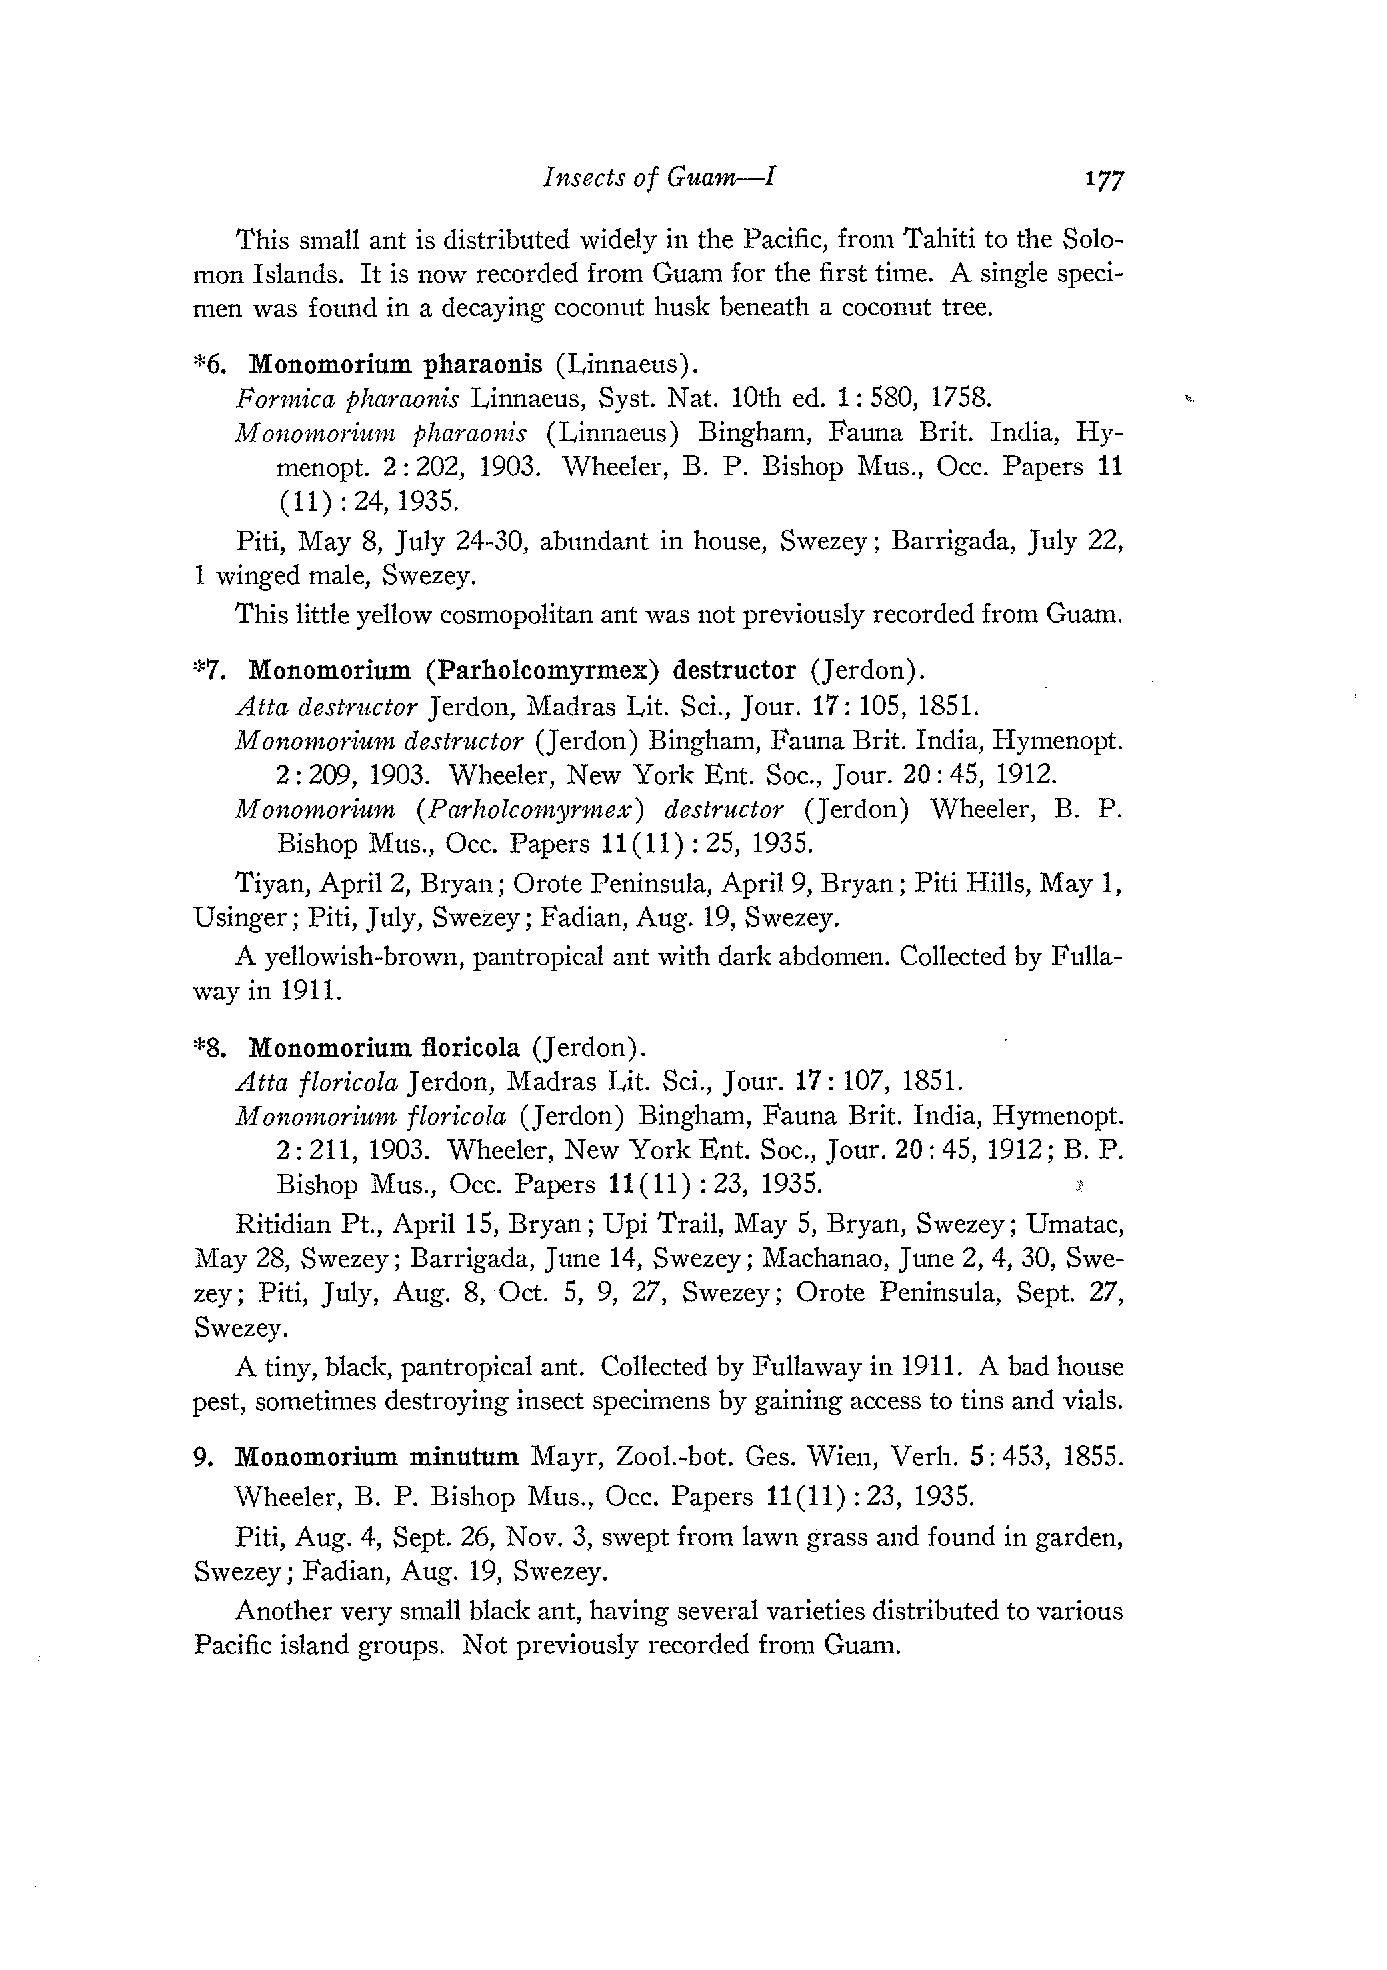 Insects of Guam—I 177
This small ant is distributed widely in the Pacific, from Tahiti to the Solo-
mon Islands. It is now recorded from Guam for the first time. A single speci-
men was found in a decaying coconut husk beneath a coconut tree.
*6. Monomorium pharaonis (Linnaeus).
Formica pharaonis Linnaeus, Syst. Nat. 10th ed. 1: 580, 1758.
Monomorium pharaonis (Linnaeus) Bingham, Fauna Brit. India, Hy-
menopt. 2: 202, 1903. Wheeler, B. P. Bishop Mus., Occ. Papers 11
(11) : 24, 1935.
Piti, May 8, July 24-30, abundant in house, Swezey; Barrigada, July 22,
1 winged male, Swezey.
This little yellow cosmopolitan ant was not previously recorded from Guam.
*7. Monomorium (Parholcomyrmex) destructor (Jerdon).
Atta destructor Jerdon, Madras Lit. Sci., Jour. 17: 105, 1851.
Monomorium destructor (Jerdon) Bingham, Fauna Brit. India, Hymenopt.
2: 209, 1903. Wheeler, New York Ent. Soc., Jour. 20: 45, 1912.
Monomorium (Parholcomyrmex) destructor (Jerdon) Wheeler, B. P.
Bishop Mus., Occ. Papers 11(11) : 25, 1935.
Tiyan, April 2, Bryan; Orote Peninsula, April 9, Bryan; Piti Hills, May 1,
Usinger; Piti, July, Swezey; Fadian, Aug. 19, Swezey.
A yellowish-brown, pantropical ant with dark abdomen. Collected by Fulla-
way in 1911.
*8. Monomorium floricola (Jerdon).
Atta floricola Jerdon, Madras Lit. Sci., Jour. 17: 107, 1851.
Monomorium floricola (Jerdon) Bingham, Fauna Brit. India, Hymenopt.
2: 211, 1903. Wheeler, New York Ent. Soc., Jour. 20: 45, 1912; B. P.
Bishop Mus., Occ. Papers 11(11) : 23, 1935.
Ritidian Pt., April 15, Bryan; Upi Trail, May 5, Bryan, Swezey; Umatac,
May 28, Swezey; Barrigada, June 14, Swezey; Machanao, June 2, 4, 30, Swe-
zey; Piti, July, Aug. 8, Oct. 5, 9, 27, Swezey; Orote Peninsula, Sept. 27,
Swezey.
A tiny, black, pantropical ant. Collected by Fullaway in 1911. A bad house
pest, sometimes destroying insect specimens by gaining access to tins and vials.
9. Monomorium minutum Mayr, Zool.-bot. Ges. Wien, Verh. 5: 453, 1855.
Wheeler, B. P. Bishop Mus., Occ. Papers 11(11) : 23, 1935.
Piti, Aug. 4, Sept. 26, Nov. 3, swept from lawn grass and found in garden,
Swezey; Fadian, Aug. 19, Swezey.
Another very small black ant, having several varieties distributed to various
Pacific island groups. Not previously recorded from Guam.